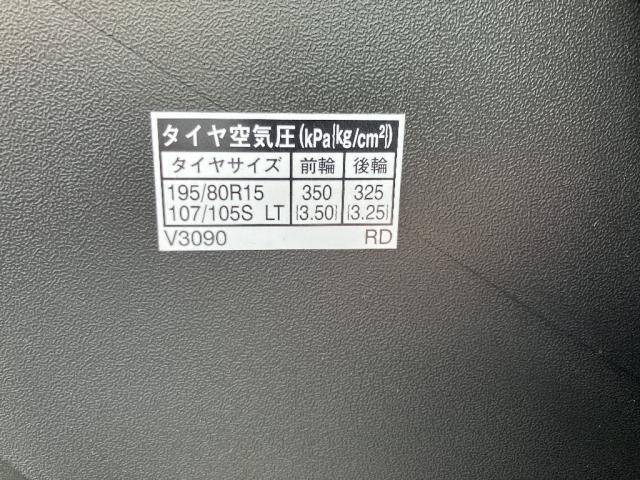 タイヤ空気圧(kPa{kg/cm²})
タイヤサイズ 前輪 後輪
195/80R15 350 325
107/105S LT {3.50} {3.25}
V3090 RD